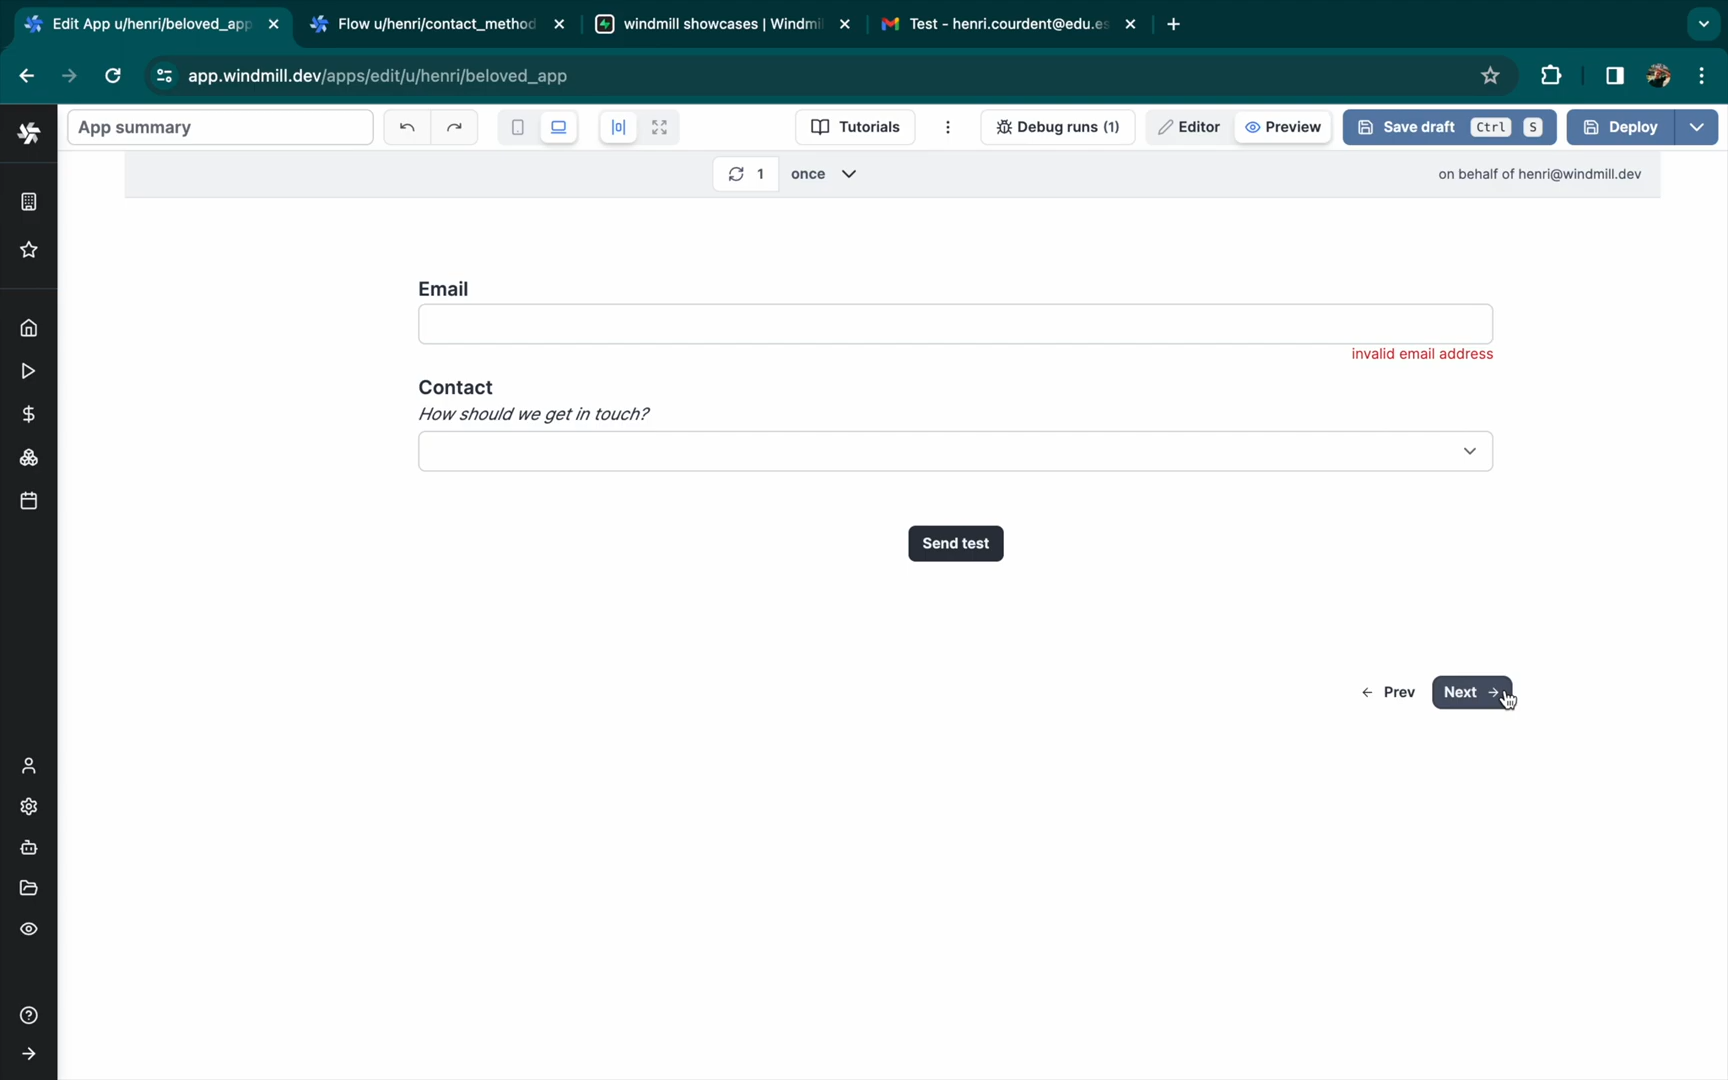 Edit App u/henri/beloved_app
Flow u/henri/contact_method
windmill showcases | Windmil
Test - henri.courdent@edu.es
app.windmill.dev/apps/edit/u/henri/beloved_app
App summary
Tutorials
Debug runs (1)
Editor
Preview
Save draft Ctrl S
Deploy
1
once
on behalf of henri@windmill.dev
Email
invalid email address
Contact
How should we get in touch?
Send test
Prev
Next